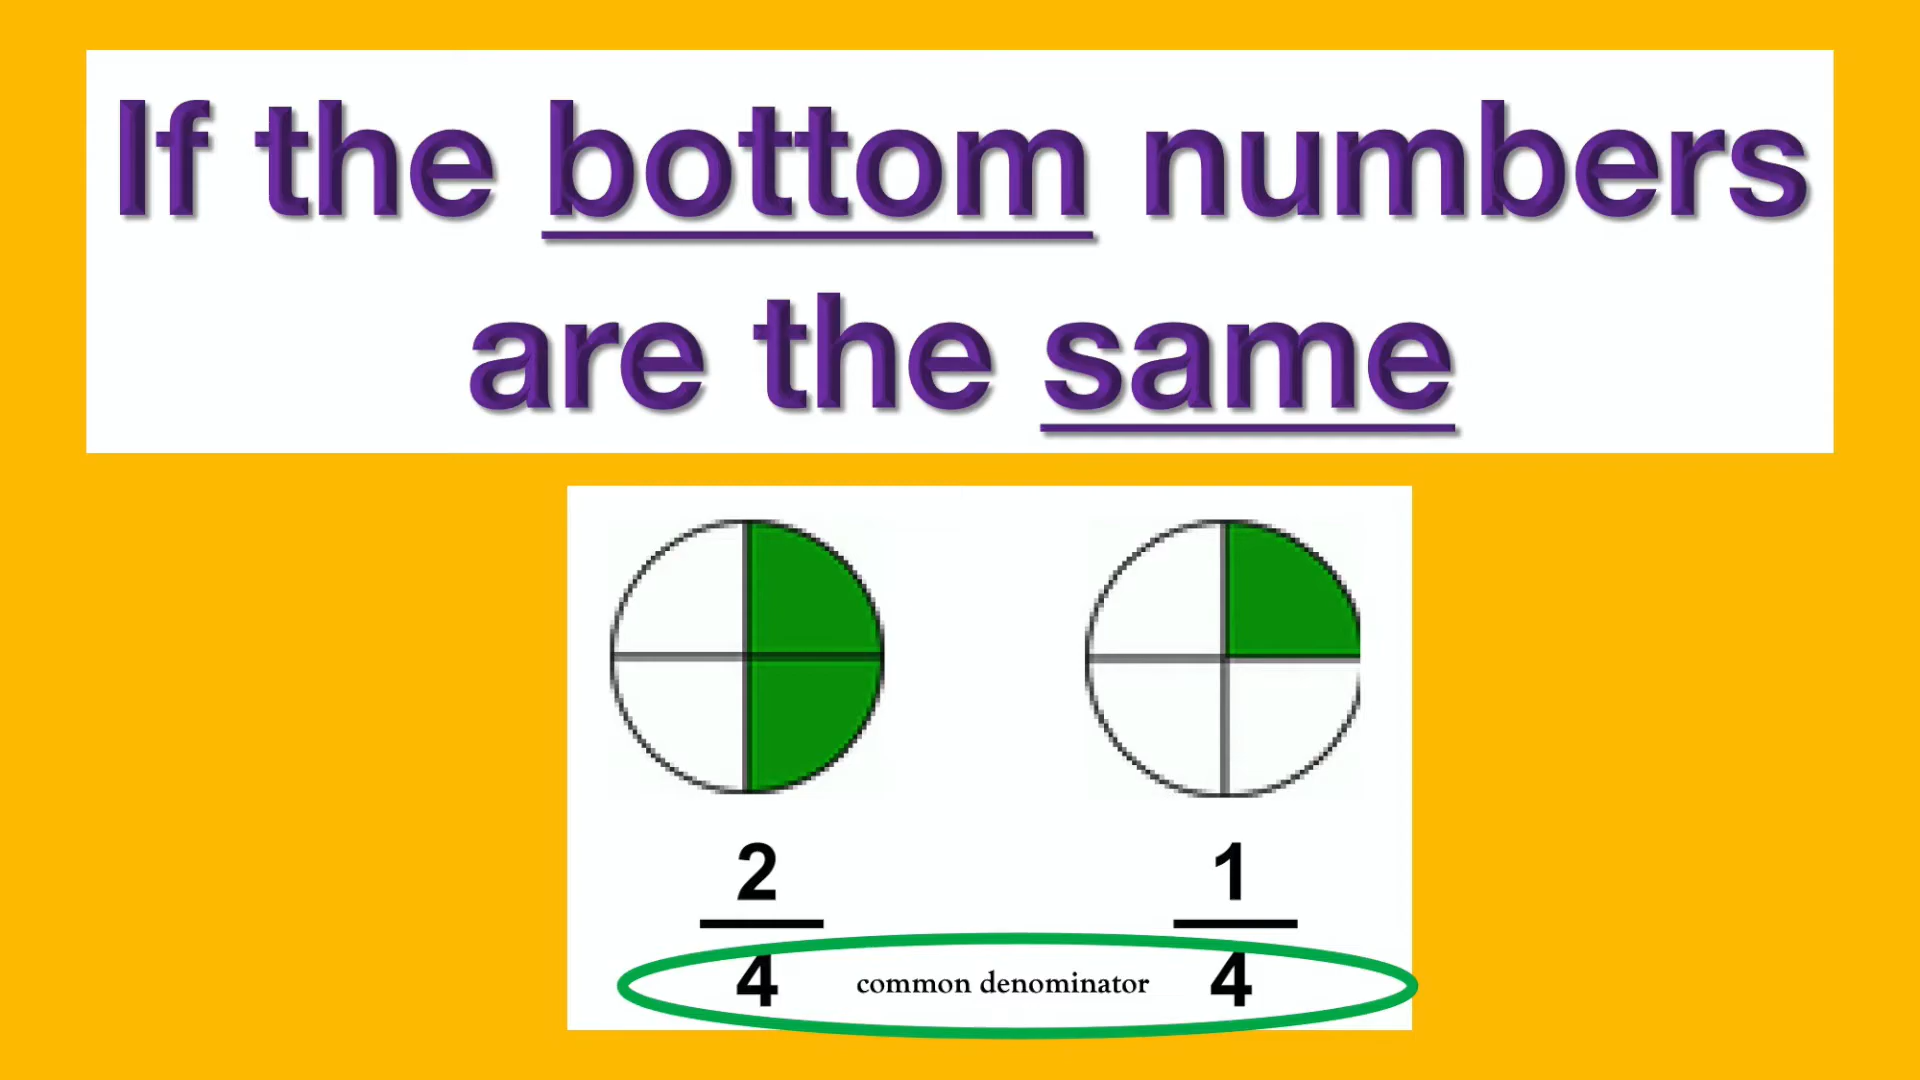 If the bottom numbers
are the same
2 1
4 common denominator 4